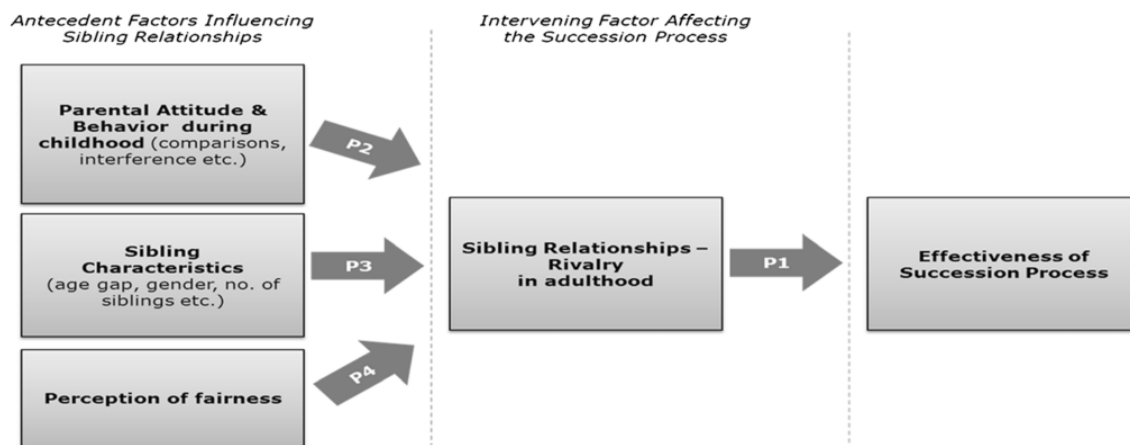 Antecedent Factors Influencing
Sibling Relationships
Intervening Factor Affecting
the Succession Process
Parental Attitude &
Behavior during
childhood (comparisons,
interference etc.)
P2
Sibling
Characteristics
(age gap, gender, no. of
siblings etc.)
P3
Sibling Relationships –
Rivalry
in adulthood
P1
Effectiveness of
Succession Process
Perception of fairness
P4